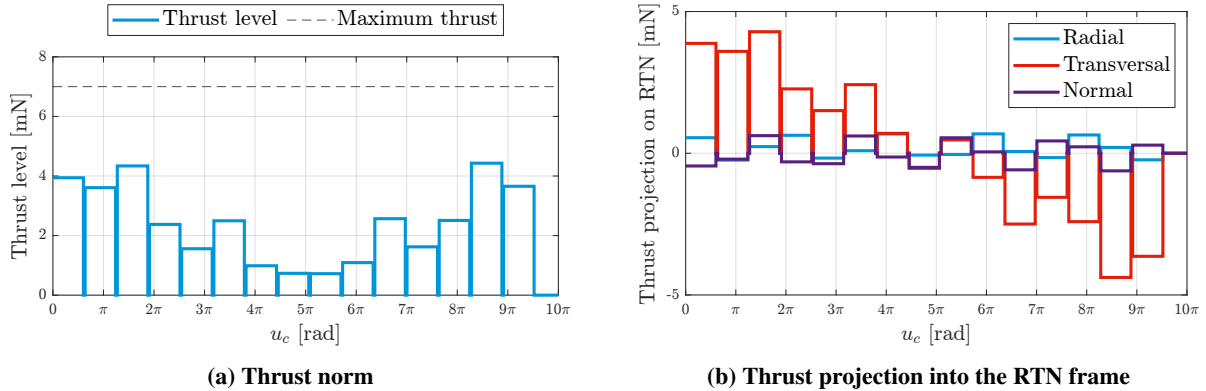 Thrust level
Maximum thrust
8
6
4
2
0
Thrust level [mN]
0
π
2π
3π
4π
5π
6π
7π
8π
9π
10π
u_c [rad]
(a) Thrust norm
5
0
-5
Thrust projection on RTN [mN]
Radial
Transversal
Normal
0
π
2π
3π
4π
5π
6π
7π
8π
9π
10π
u_c [rad]
(b) Thrust projection into the RTN frame